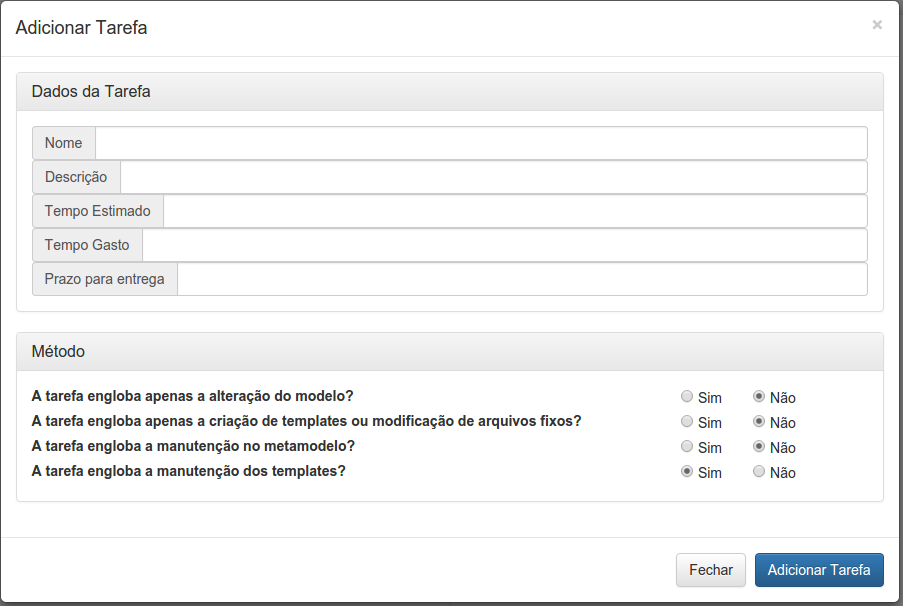 Adicionar Tarefa
×
Dados da Tarefa
Nome
Descrição
Tempo Estimado
Tempo Gasto
Prazo para entrega
Método
A tarefa engloba apenas a alteração do modelo? Sim Não
A tarefa engloba apenas a criação de templates ou modificação de arquivos fixos? Sim Não
A tarefa engloba a manutenção no metamodelo? Sim Não
A tarefa engloba a manutenção dos templates? Sim Não
Fechar Adicionar Tarefa